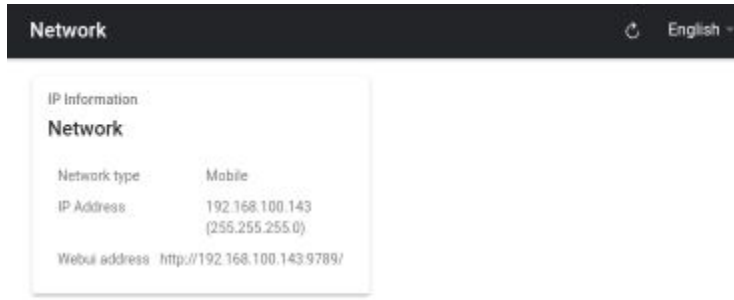 Network English
IP Information
Network
Network type Mobile
IP Address 192.168.100.143
(255.255.255.0)
Webui address http://192.168.100.143:9789/